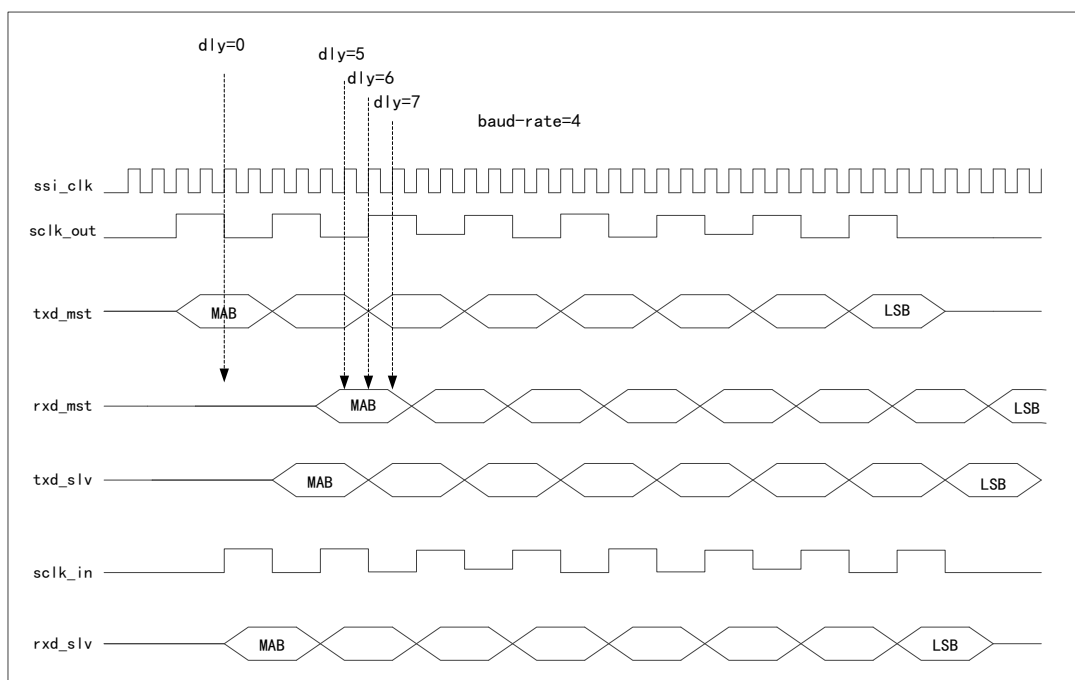 dly=0
dly=5
dly=6
dly=7
baud-rate=4
ssi_clk
sclk_out
txd_mst MAB LSB
rxd_mst MAB LSB
txd_slv MAB LSB
sclk_in
rxd_slv MAB LSB